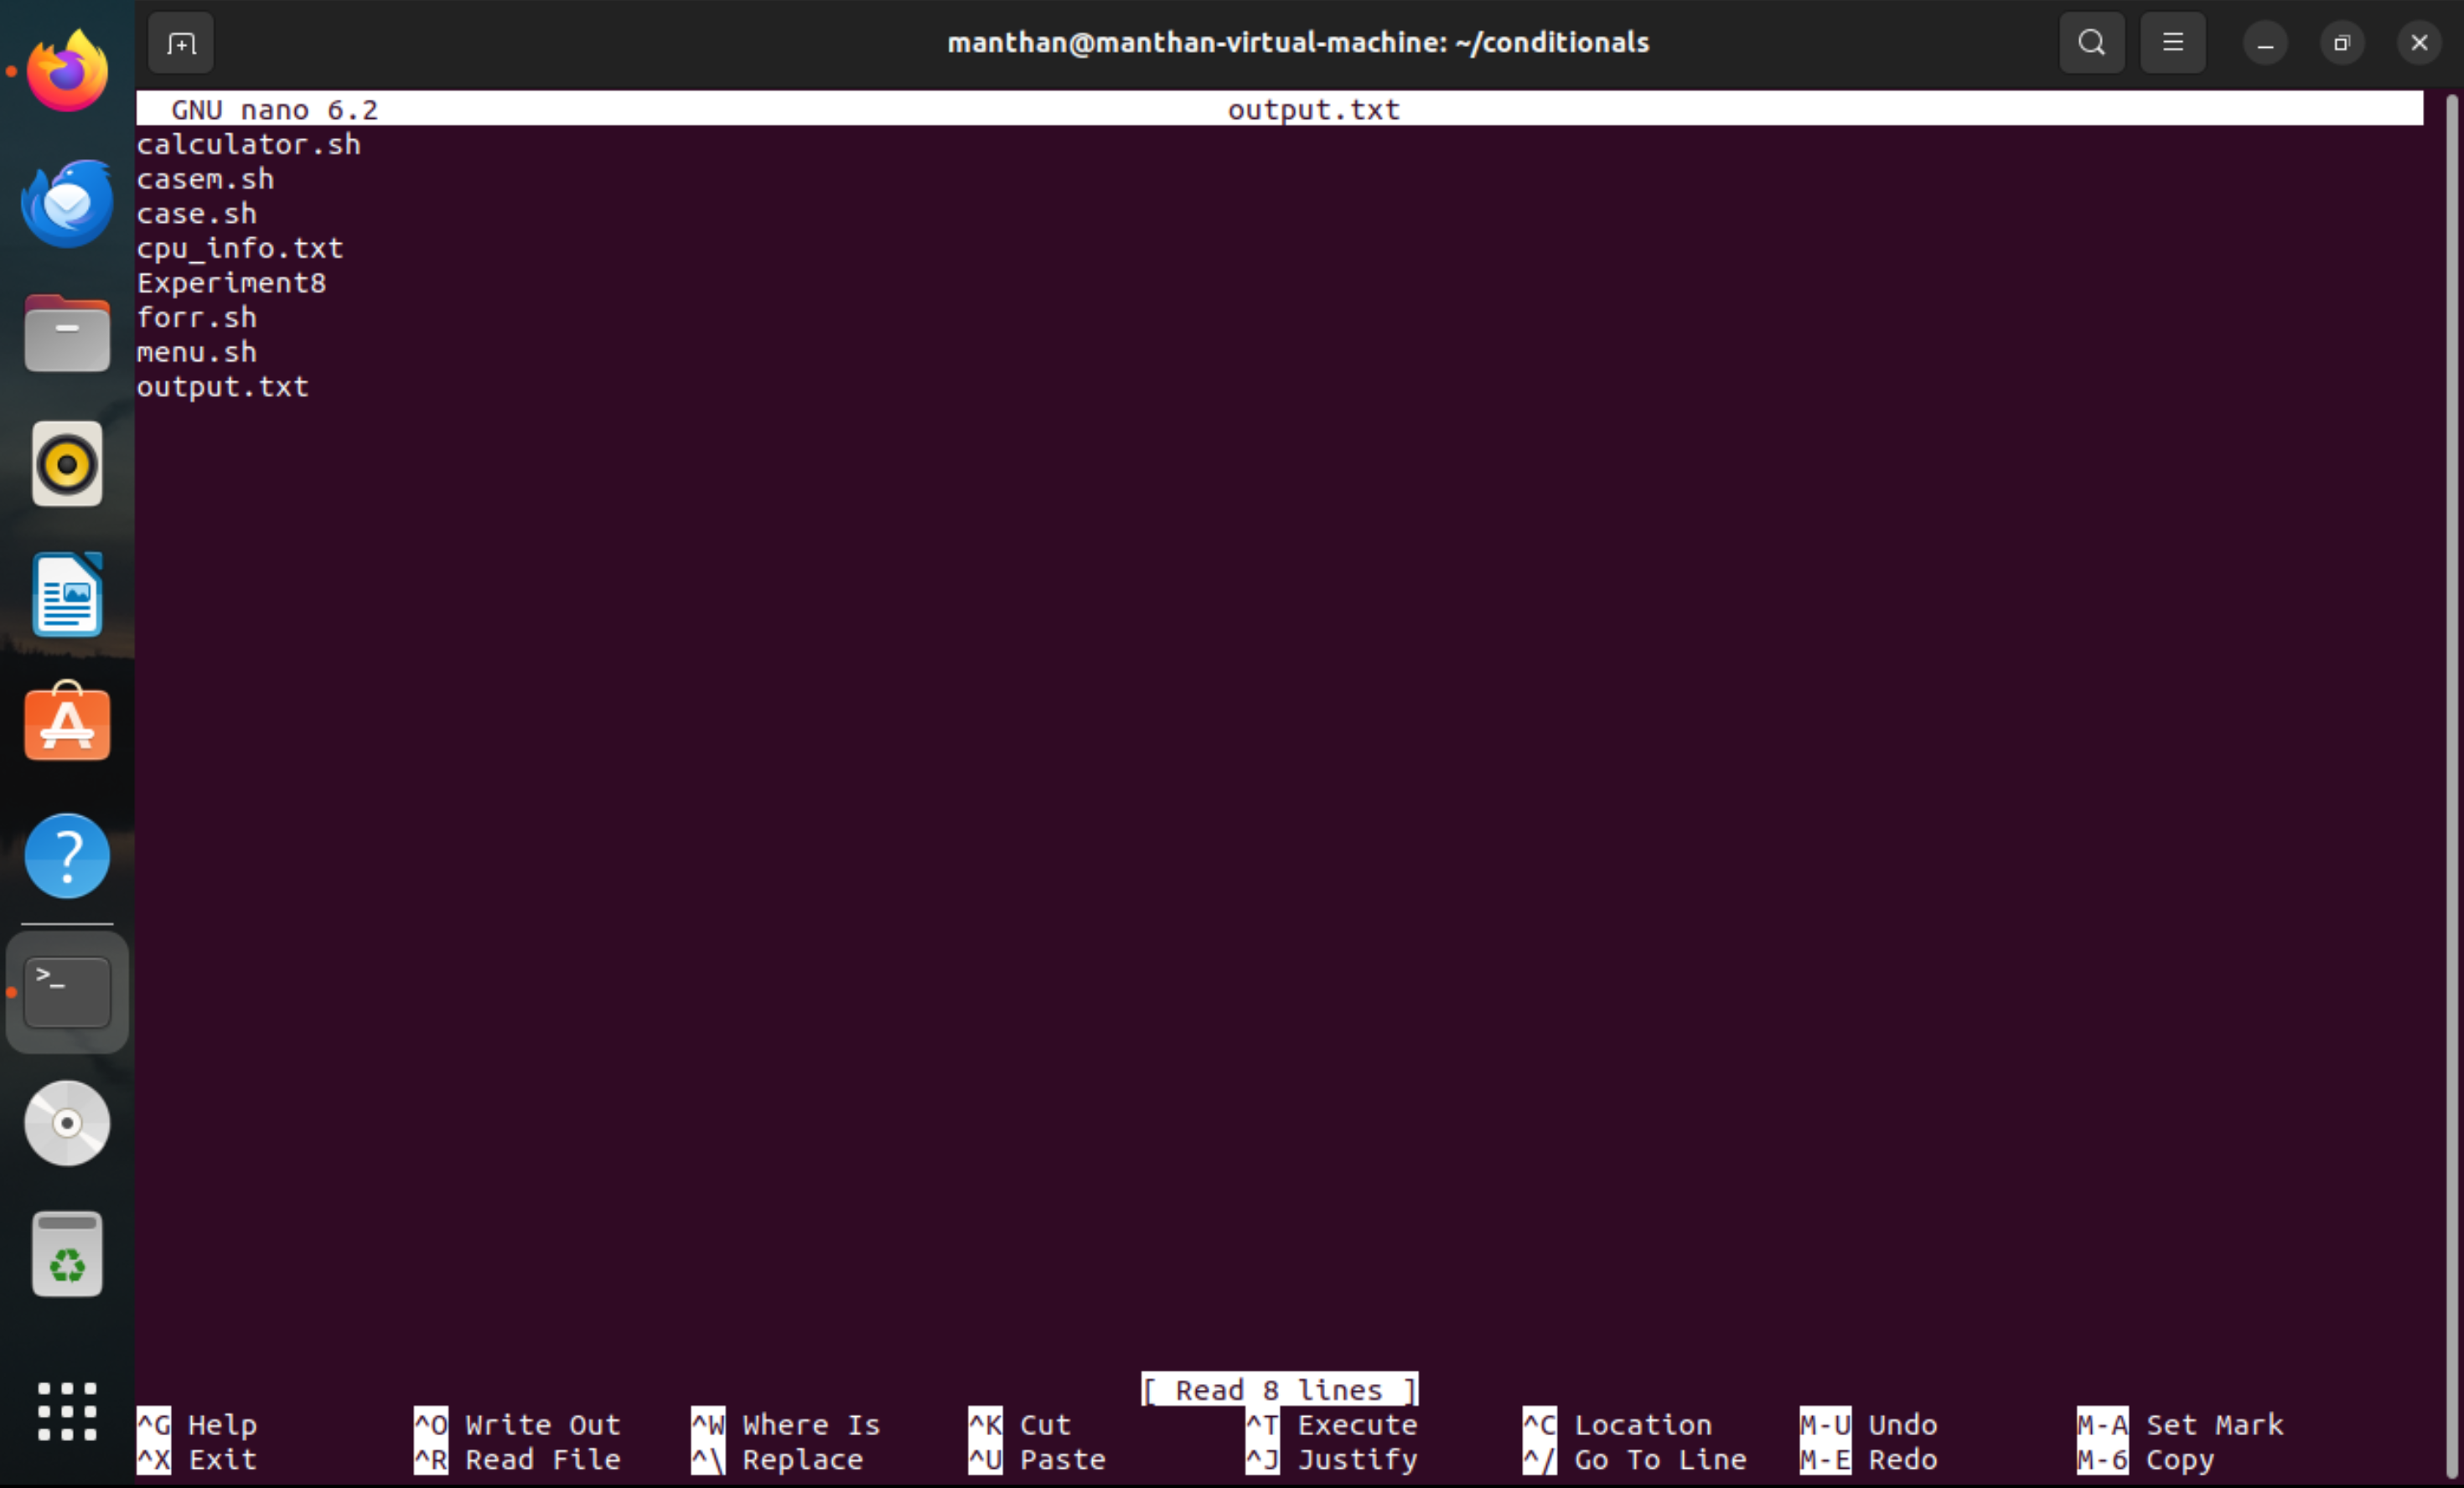 manthan@manthan-virtual-machine: ~/conditionals
GNU nano 6.2 output.txt
calculator.sh
casem.sh
case.sh
cpu_info.txt
Experiment8
forr.sh
menu.sh
output.txt
[ Read 8 lines ]
^G Help ^O Write Out ^W Where Is ^K Cut ^T Execute ^C Location M-U Undo M-A Set Mark
^X Exit ^R Read File ^\ Replace ^U Paste ^J Justify ^/ Go To Line M-E Redo M-6 Copy